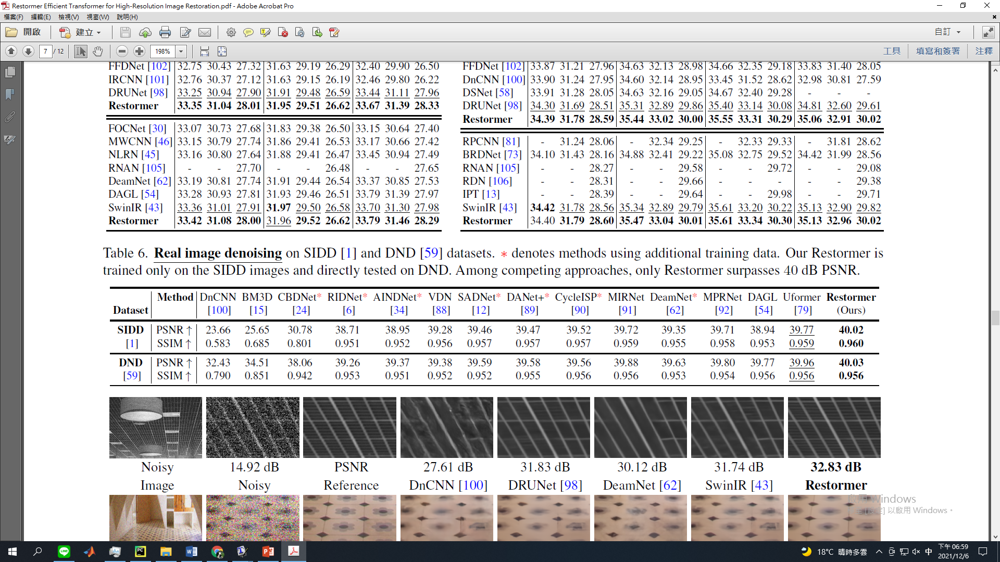 Restormer Efficient Transformer for High-Resolution Image Restoration.pdf - Adobe Acrobat Pro
檔案(F) 編輯(E) 檢視(V) 視窗(W) 說明(H)
開啟 建立 自訂
7 / 12 198% 工具 填寫和簽署 注釋
FFDNet [102] 32.75 30.43 27.32 31.63 29.19 26.29 32.40 29.90 26.50
IRCNN [101] 32.76 30.37 27.12 31.63 29.15 26.19 32.46 29.80 26.22
DRUNet [98] 33.25 30.94 27.90 31.91 29.48 26.59 33.44 31.11 27.96
Restormer 33.35 31.04 28.01 31.95 29.51 26.62 33.67 31.39 28.33
FOCNet [30] 33.07 30.73 27.68 31.83 29.38 26.50 33.15 30.64 27.40
MWCNN [46] 33.15 30.79 27.74 31.86 29.41 26.53 33.17 30.66 27.42
NLRN [45] 33.16 30.80 27.64 31.88 29.41 26.47 33.45 30.94 27.49
RNAN [105] - - 27.70 - - 26.48 - - 27.65
DeamNet [62] 33.19 30.81 27.74 31.91 29.44 26.54 33.37 30.85 27.53
DAGL [54] 33.28 30.93 27.81 31.93 29.46 26.51 33.79 31.39 27.97
SwinIR [43] 33.36 31.01 27.91 31.97 29.50 26.58 33.70 31.30 27.98
Restormer 33.42 31.08 28.00 31.96 29.52 26.62 33.79 31.46 28.29
FFDNet [102] 33.87 31.21 27.96 34.63 32.13 28.98 34.66 32.35 29.18 33.83 31.40 28.05
DnCNN [100] 33.90 31.24 27.95 34.60 32.14 28.95 33.45 31.52 28.62 32.98 30.81 27.59
DSNet [58] 33.91 31.28 28.05 34.63 32.16 29.05 34.67 32.40 29.28 - - -
DRUNet [98] 34.30 31.69 28.51 35.31 32.89 29.86 35.40 33.14 30.08 34.81 32.60 29.61
Restormer 34.39 31.78 28.59 35.44 33.02 30.00 35.55 33.31 30.29 35.06 32.91 30.02
RPCNN [81] - 31.24 28.06 - 32.34 29.25 - 32.33 29.33 - 31.81 28.62
BRDNet [73] 34.10 31.43 28.16 34.88 32.41 29.22 35.08 32.75 29.52 34.42 31.99 28.56
RNAN [105] - - 28.27 - - 29.58 - - 29.72 - - 29.08
RDN [106] - - 28.31 - - 29.66 - - - - - 29.38
IPT [13] - - 28.39 - - 29.64 - - 29.98 - - 29.71
SwinIR [43] 34.42 31.78 28.56 35.34 32.89 29.79 35.61 33.20 30.22 35.13 32.90 29.82
Restormer 34.40 31.79 28.60 35.47 33.04 30.01 35.61 33.34 30.30 35.13 32.96 30.02
Table 6. Real image denoising on SIDD [1] and DND [59] datasets. * denotes methods using additional training data. Our Restormer is
trained only on the SIDD images and directly tested on DND. Among competing approaches, only Restormer surpasses 40 dB PSNR.
Method DnCNN BM3D CBDNet* RIDNet* AINDNet* VDN SADNet* DANet+* CycleISP* MIRNet DeamNet* MPRNet DAGL Uformer Restormer
Dataset [100] [15] [24] [6] [34] [88] [12] [89] [90] [91] [62] [92] [54] [79] (Ours)
SIDD PSNR ↑ 23.66 25.65 30.78 38.71 38.95 39.28 39.46 39.47 39.52 39.72 39.35 39.71 38.94 39.77 40.02
[1] SSIM ↑ 0.583 0.685 0.801 0.951 0.952 0.956 0.957 0.957 0.957 0.959 0.955 0.958 0.953 0.959 0.960
DND PSNR ↑ 32.43 34.51 38.06 39.26 39.37 39.38 39.59 39.58 39.56 39.88 39.63 39.80 39.77 39.96 40.03
[59] SSIM ↑ 0.790 0.851 0.942 0.953 0.951 0.952 0.952 0.955 0.956 0.956 0.953 0.954 0.956 0.956 0.956
Noisy 14.92 dB PSNR 27.61 dB 31.83 dB 30.12 dB 31.74 dB 32.83 dB
Image Noisy Reference DnCNN [100] DRUNet [98] DeamNet [62] SwinIR [43] Restormer
啟用 Windows
[設定] 以啟用 Windows。
LINE PC
18°C 晴時多雲 中 下午 06:59
2021/12/6